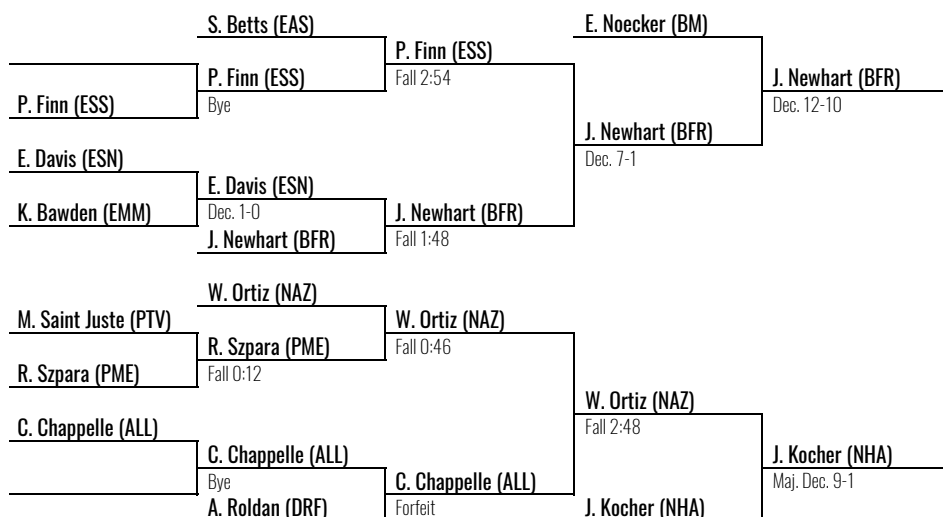 S. Betts (EAS)
E. Noecker (BM)
P. Finn (ESS)
Fall 2:54
P. Finn (ESS)
Bye
J. Newhart (BFR)
Dec. 12-10
P. Finn (ESS)
J. Newhart (BFR)
Dec. 7-1
E. Davis (ESN)
E. Davis (ESN)
Dec. 1-0
K. Bawden (EMM)
J. Newhart (BFR)
Fall 1:48
J. Newhart (BFR)
W. Ortiz (NAZ)
M. Saint Juste (PTV)
W. Ortiz (NAZ)
Fall 0:46
R. Szpara (PME)
Fall 0:12
R. Szpara (PME)
W. Ortiz (NAZ)
Fall 2:48
C. Chappelle (ALL)
C. Chappelle (ALL)
Bye
J. Kocher (NHA)
Maj. Dec. 9-1
C. Chappelle (ALL)
Forfeit
A. Roldan (DRF)
J. Kocher (NHA)